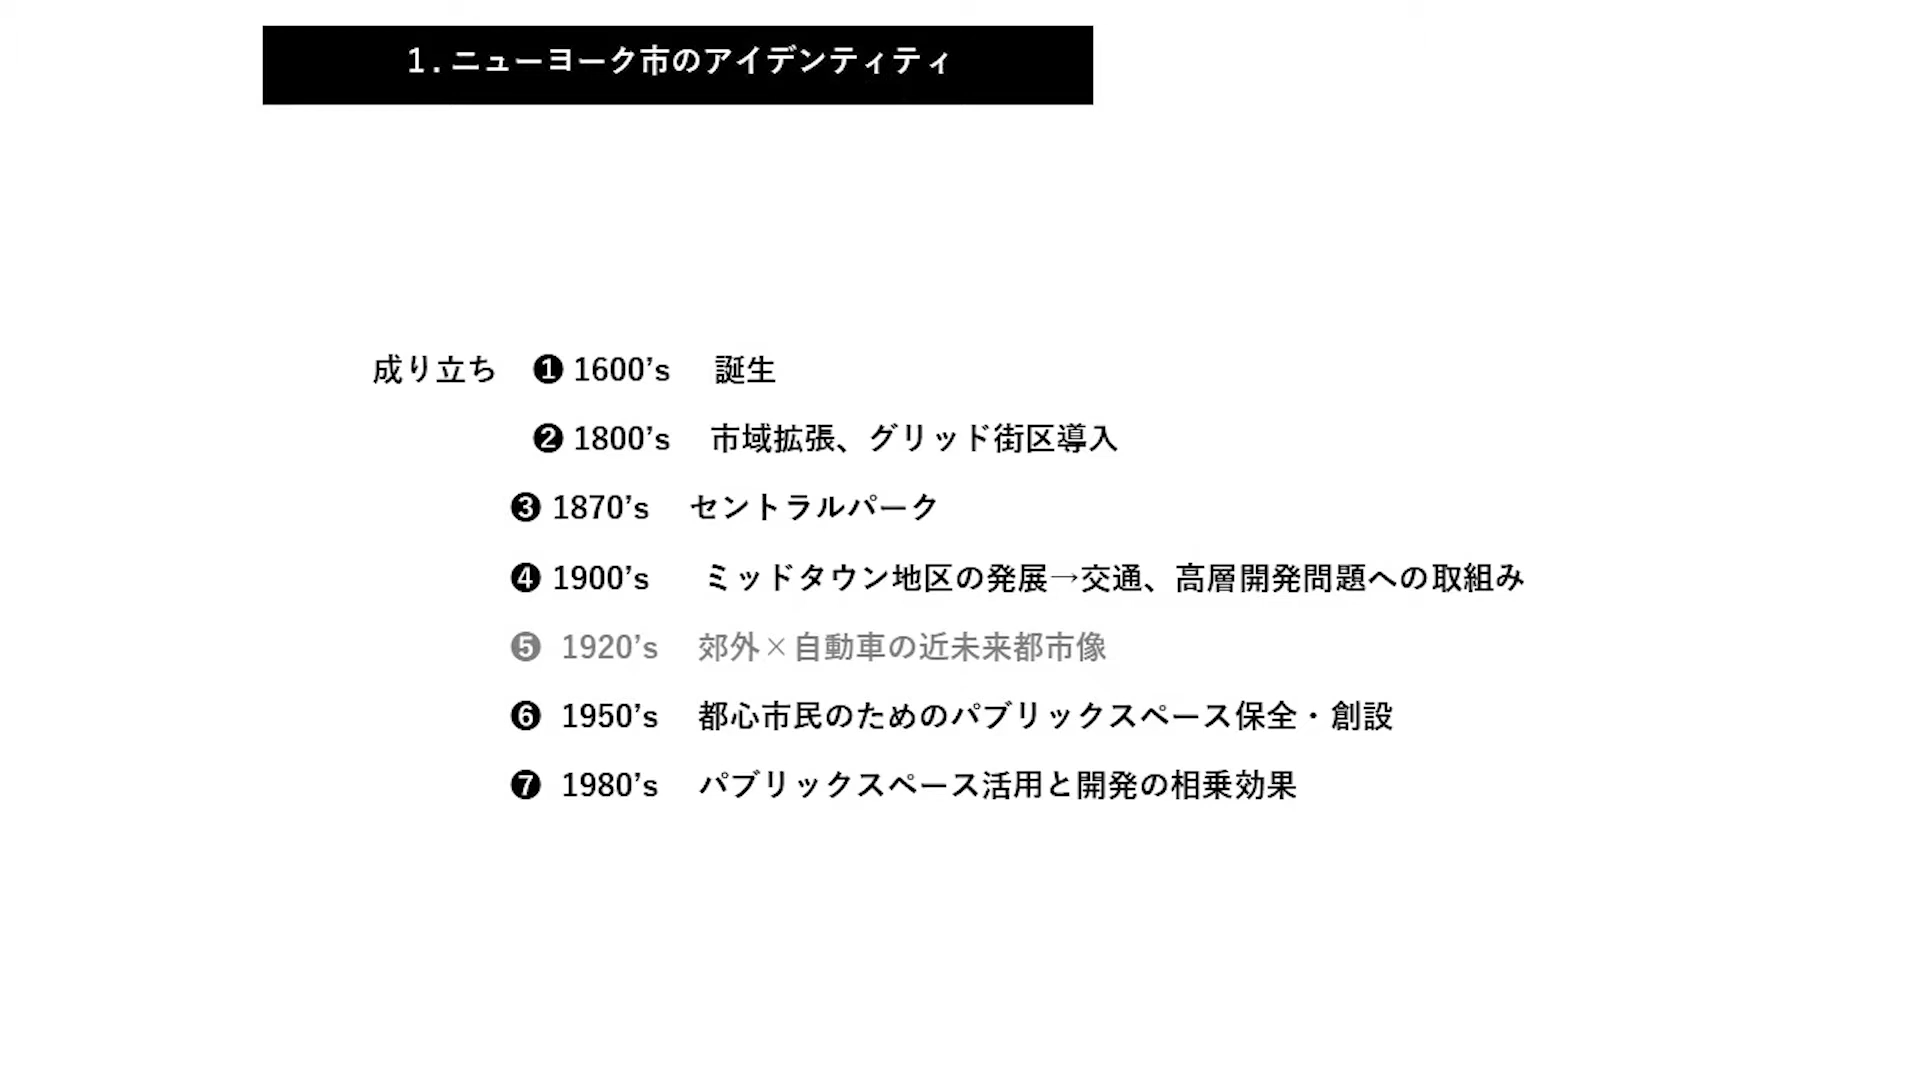 1. ニューヨーク市のアイデンティティ
成り立ち ❶ 1600’s 誕生
❷ 1800’s 市域拡張、グリッド街区導入
❸ 1870’s セントラルパーク
❹ 1900’s ミッドタウン地区の発展→交通、高層開発問題への取組み
❺ 1920’s 郊外×自動車の近未来都市像
❻ 1950’s 都心市民のためのパブリックスペース保全・創設
❼ 1980’s パブリックスペース活用と開発の相乗効果